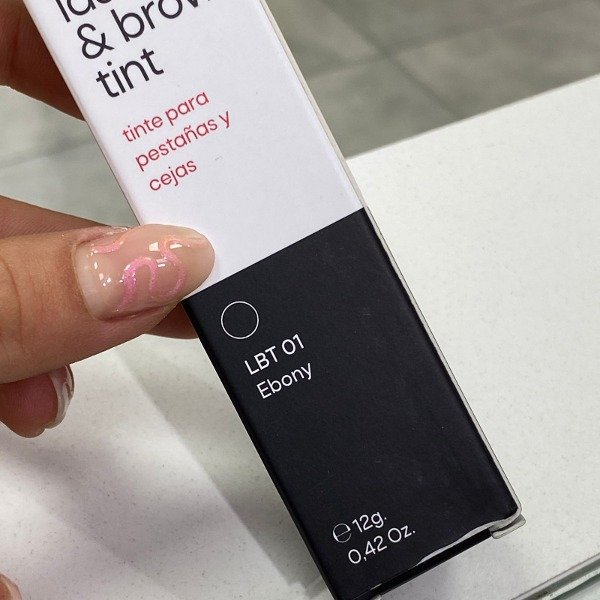 & brow
tint
tinte para
pestañas y
cejas
LBT 01
Ebony
℮ 12g.
0,42 Oz.